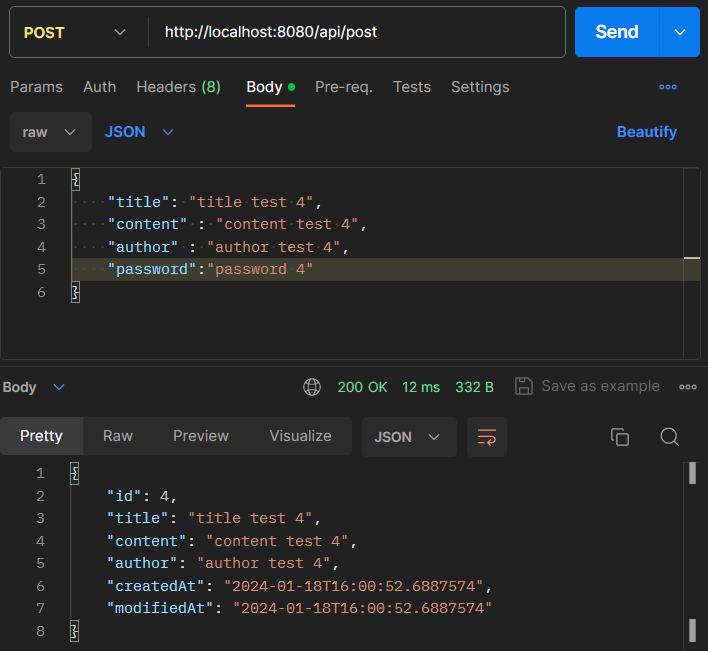 POST http://localhost:8080/api/post Send
Params Auth Headers (8) Body Pre-req. Tests Settings
raw JSON Beautify
1 {
2 "title": "title test 4",
3 "content" : "content test 4",
4 "author" : "author test 4",
5 "password":"password 4"
6 }
Body 200 OK 12 ms 332 B Save as example
Pretty Raw Preview Visualize JSON
1 {
2 "id": 4,
3 "title": "title test 4",
4 "content": "content test 4",
5 "author": "author test 4",
6 "createdAt": "2024-01-18T16:00:52.6887574",
7 "modifiedAt": "2024-01-18T16:00:52.6887574"
8 }